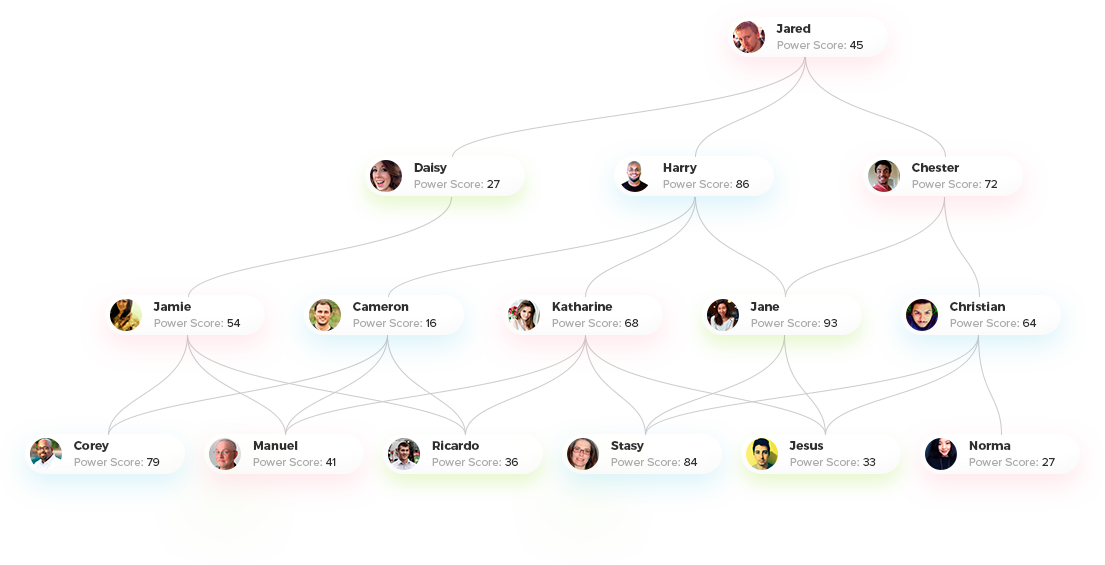 Jared
Power Score: 45
Daisy
Power Score: 27
Harry
Power Score: 86
Chester
Power Score: 72
Jamie
Power Score: 54
Cameron
Power Score: 16
Katharine
Power Score: 68
Jane
Power Score: 93
Christian
Power Score: 64
Corey
Power Score: 79
Manuel
Power Score: 41
Ricardo
Power Score: 36
Stasy
Power Score: 84
Jesus
Power Score: 33
Norma
Power Score: 27